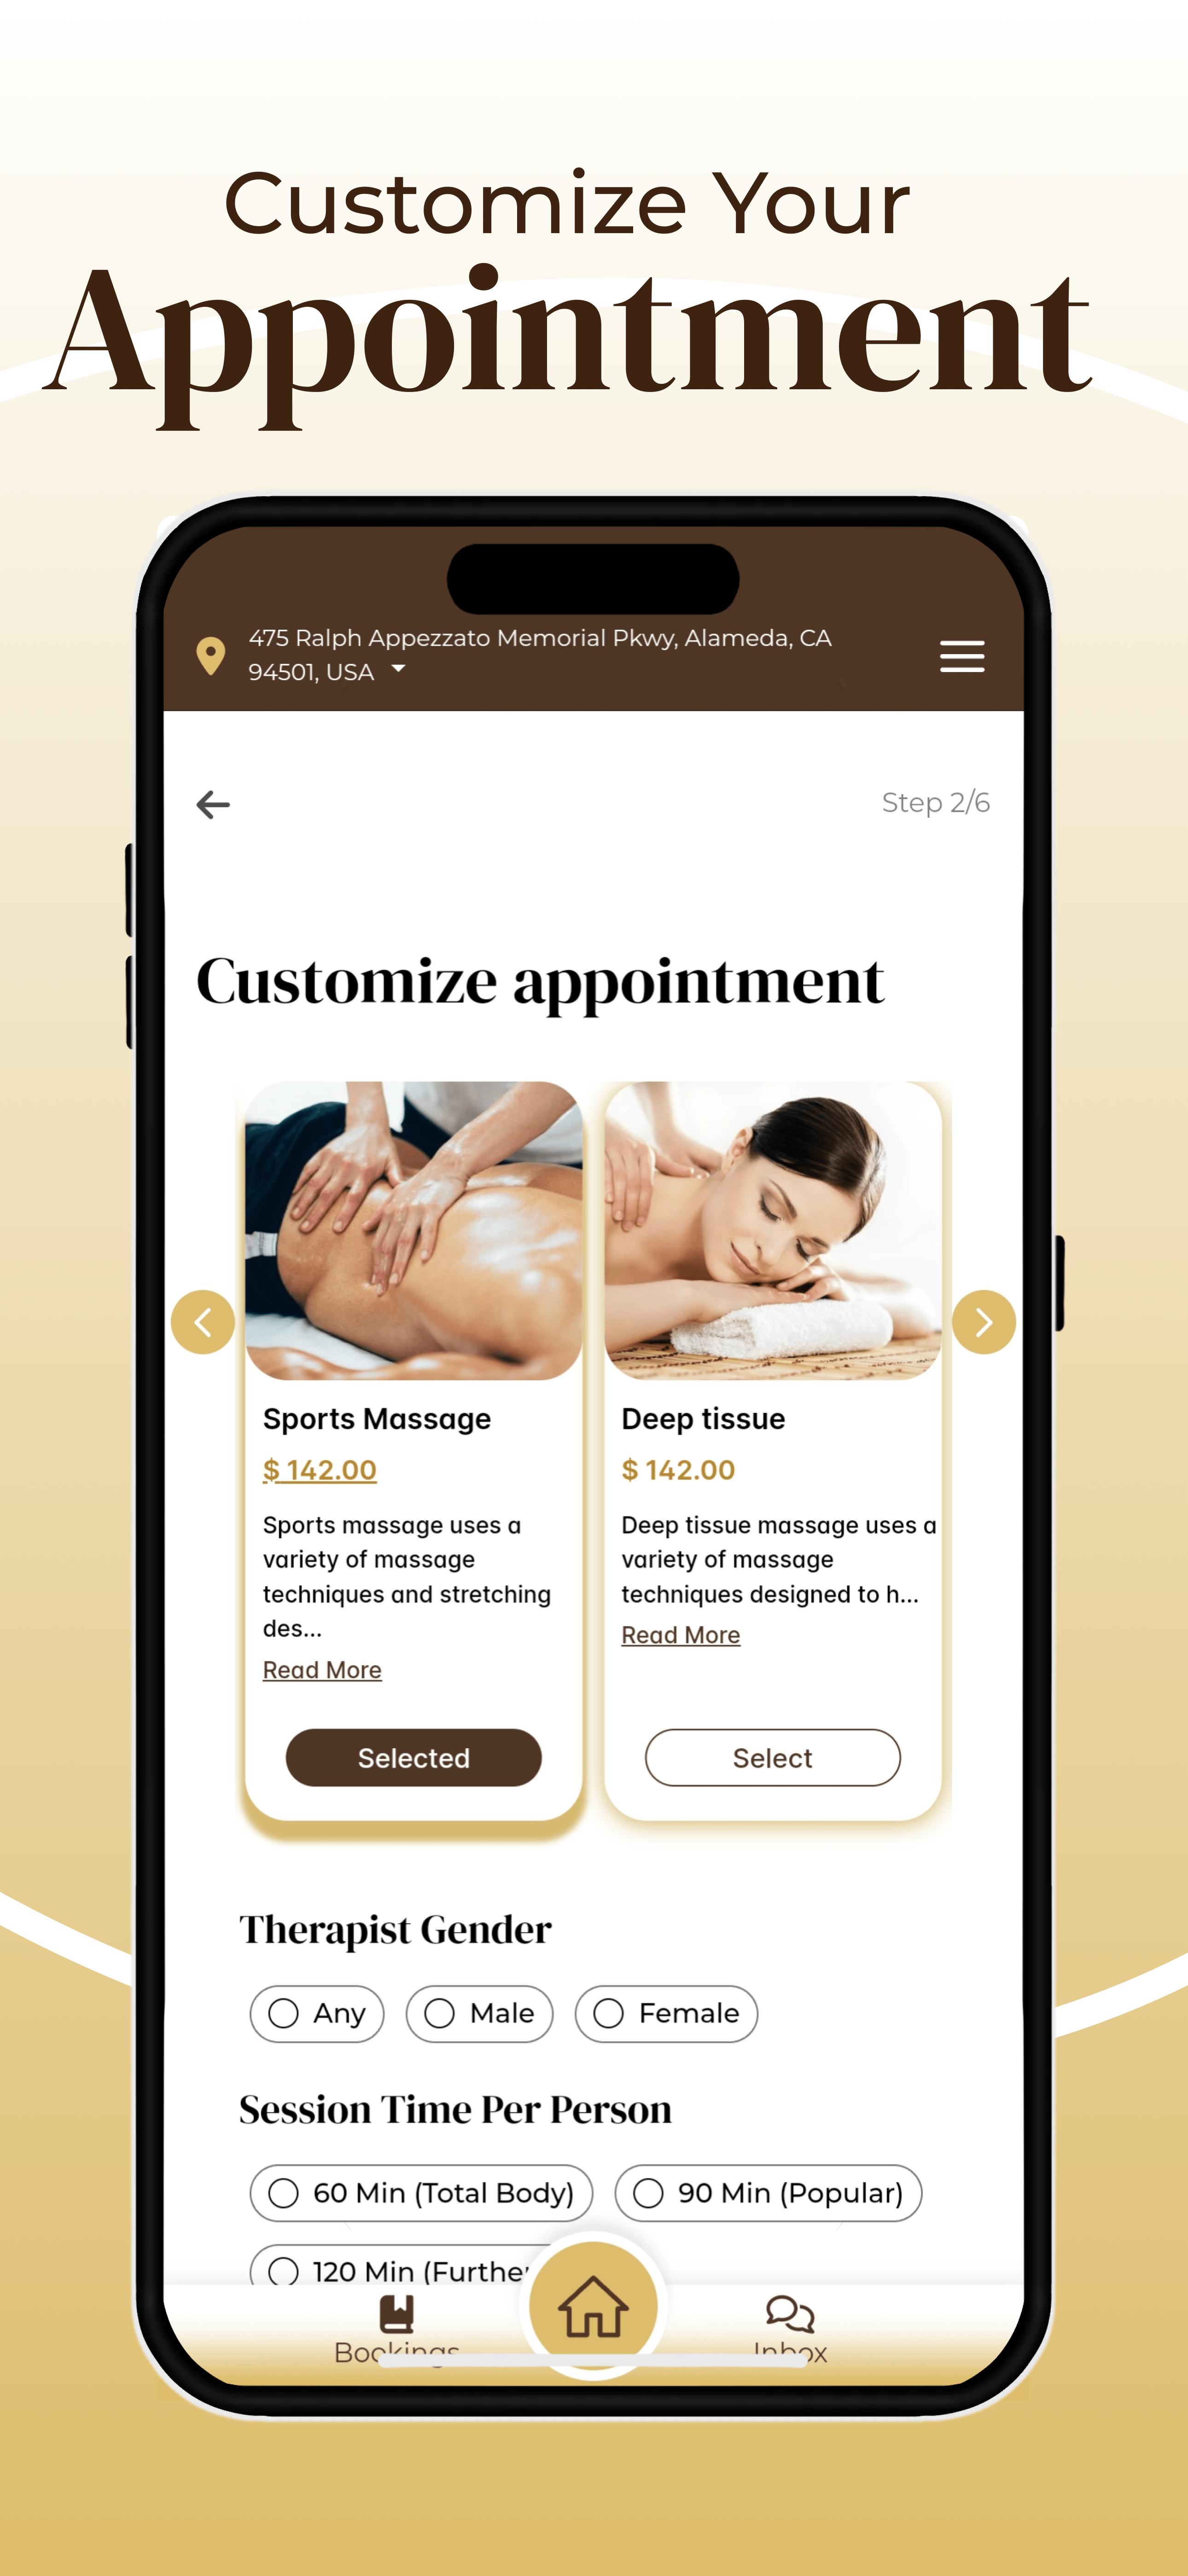 Customize Your
Appointment
475 Ralph Appezzato Memorial Pkwy, Alameda, CA
94501, USA
Step 2/6
Customize appointment
Sports Massage
$ 142.00
Sports massage uses a
variety of massage
techniques and stretching
des...
Read More
Selected
Deep tissue
$ 142.00
Deep tissue massage uses a
variety of massage
techniques designed to h...
Read More
Select
Therapist Gender
Any
Male
Female
Session Time Per Person
60 Min (Total Body)
90 Min (Popular)
120 Min (Further
Bookings
Inbox